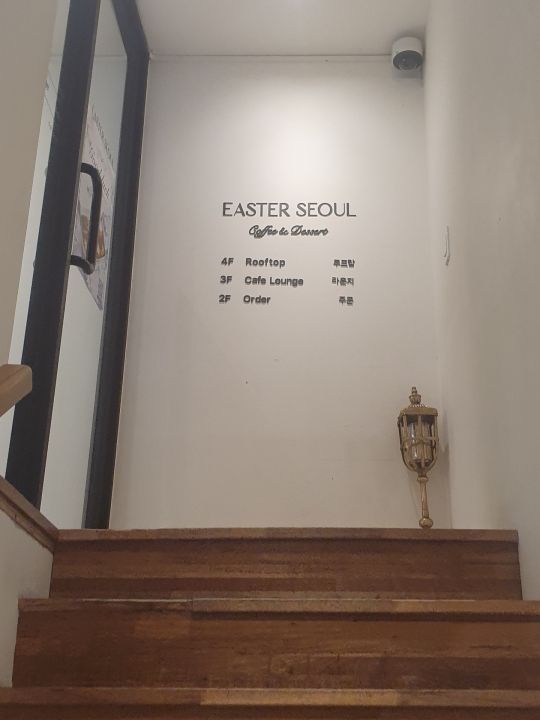 EASTER SEOUL
Coffee & Dessert
4F Rooftop 루프탑
3F Cafe Lounge 라운지
2F Order 주문